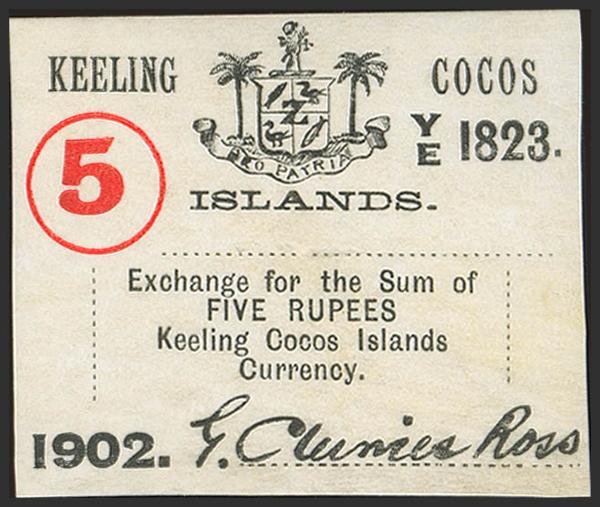 KEELING COCOS
5
Z
PRO PATRIA
YE 1823.
ISLANDS.
Exchange for the Sum of
FIVE RUPEES
Keeling Cocos Islands
Currency.
1902. G. Clunies Ross